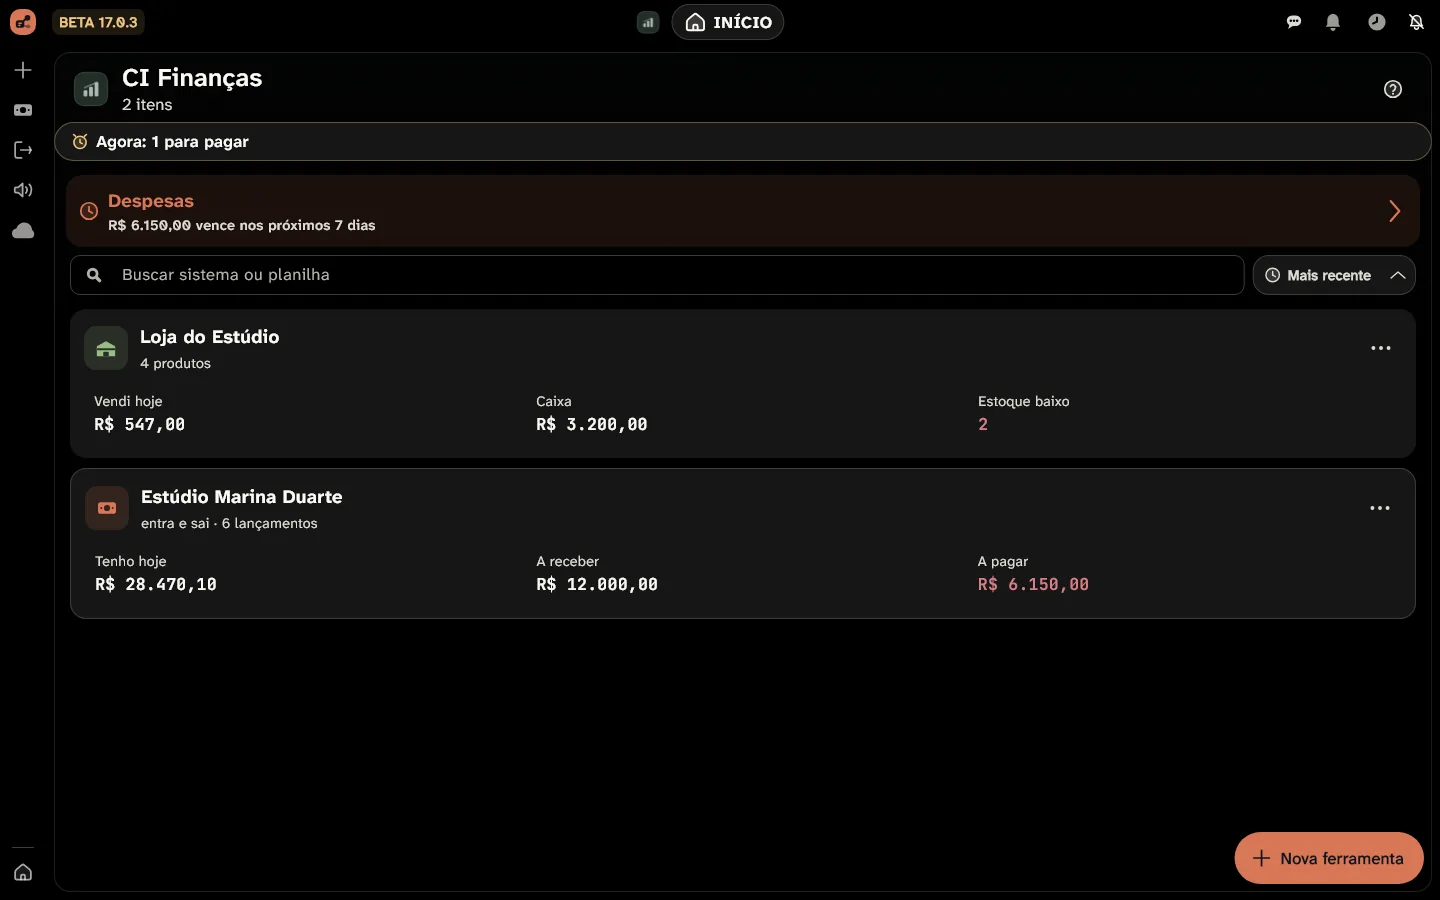 BETA 17.0.3
INÍCIO
CI Finanças
2 itens
Agora: 1 para pagar
Despesas
R$ 6.150,00 vence nos próximos 7 dias
Buscar sistema ou planilha
Mais recente
Loja do Estúdio
4 produtos
Vendi hoje
Caixa
Estoque baixo
R$ 547,00
R$ 3.200,00
2
Estúdio Marina Duarte
entra e sai · 6 lançamentos
Tenho hoje
A receber
A pagar
R$ 28.470,10
R$ 12.000,00
R$ 6.150,00
Nova ferramenta